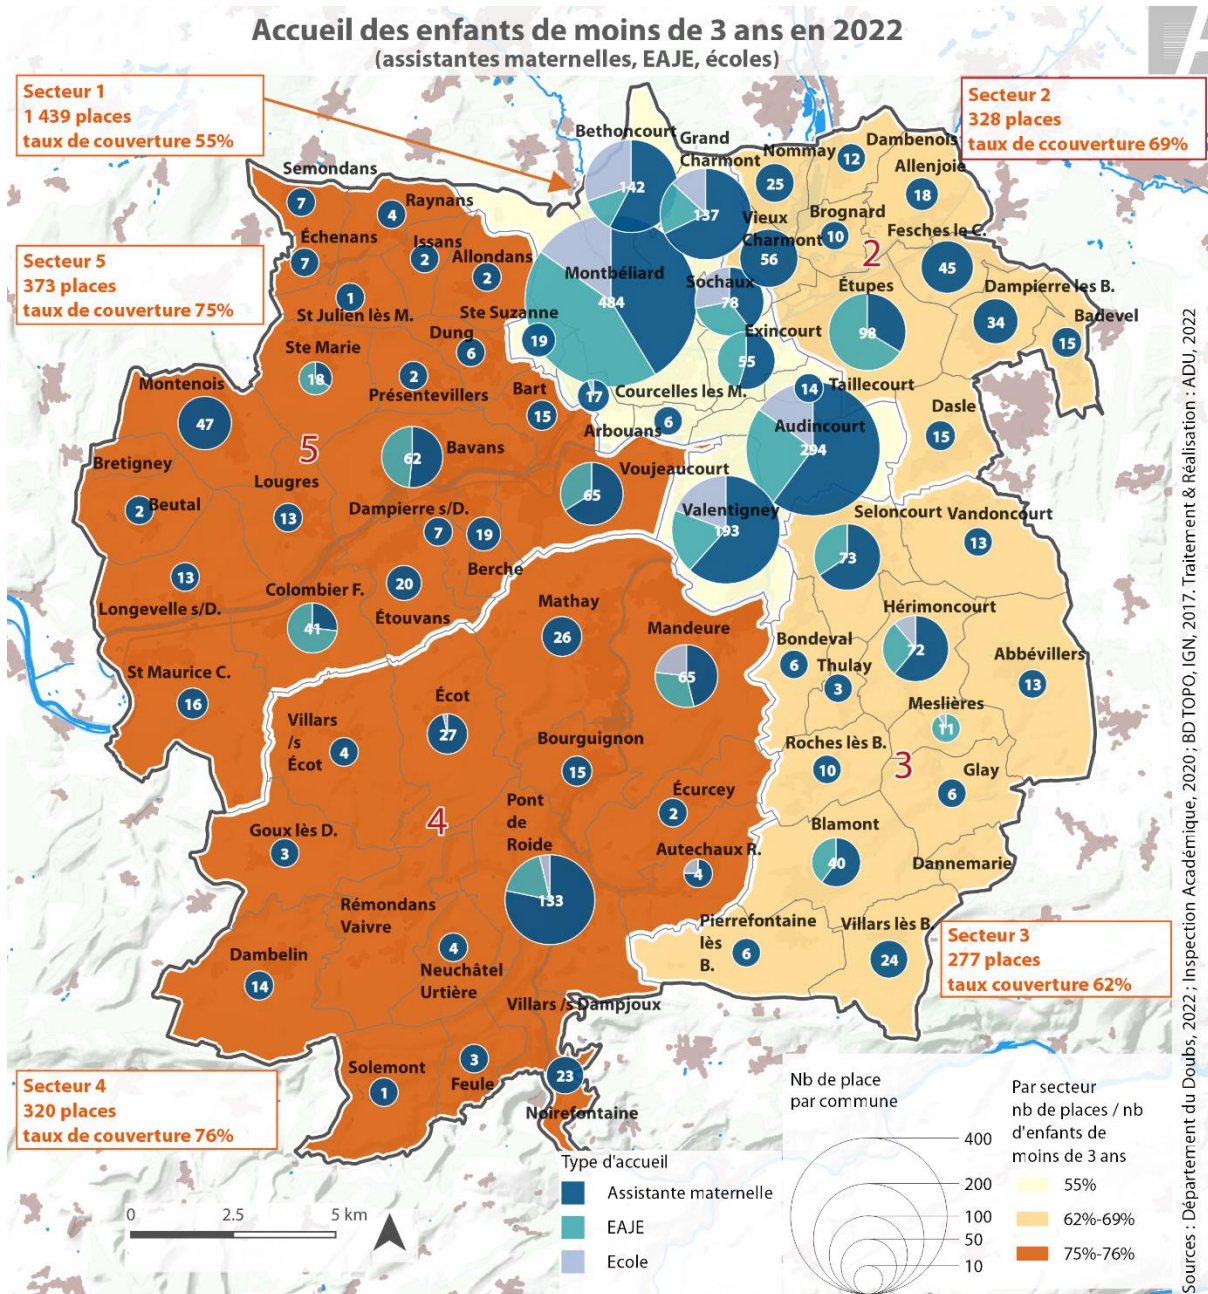 Accueil des enfants de moins de 3 ans en 2022
(assistantes maternelles, EAJE, écoles)
Secteur 1
1 439 places
taux de couverture 55%
Secteur 2
328 places
taux de ccouverture 69%
Secteur 5
373 places
taux de couverture 75%
Bethoncourt
142
Grand
Charmont
137
Nommay
25
Dambenois
12
Allenjoie
18
Semondans
7
Raynans
4
Échenans
7
Issans
2
Allondans
2
Vieux
Charmont
56
Brognard
10
2
Fesches le C.
45
Montbéliard
484
Sochaux
78
Étupes
98
Dampierre les B.
34
Badevel
15
1
St Julien lès M.
Ste Suzanne
19
Dung
6
Exincourt
55
Ste Marie
18
2
Présentevillers
Bart
15
17
Courcelles les M.
14
Taillecourt
Montenois
47
Arbouans
6
Audincourt
294
Dasle
15
5
Bavans
62
Voujeaucourt
65
Bretigney
Beutal
2
Lougres
13
Dampierre s/D.
7
19
Berche
Valentigney
193
Seloncourt
73
Vandoncourt
13
13
Longevelle s/D.
Colombier F.
41
20
Étouvans
Mathay
26
Mandeure
65
Hérimoncourt
72
Bondeval
6
Thulay
3
Abbévillers
13
St Maurice C.
16
Meslières
11
Villars
/s
Écot
4
Écot
27
Bourguignon
15
Roches lès B.
10
3
Glay
6
Écurcey
2
4
Pont
de
Roide
133
Goux lès D.
3
Autechaux R.
4
Blamont
40
Dannemarie
Rémondans
Vaivre
4
Neuchâtel
Urtière
Pierrefontaine
lès
B.
6
Villars lès B.
24
Secteur 3
277 places
taux couverture 62%
Dambelin
14
Villars /s Dampjoux
Solemont
1
3
Feule
23
Noirefontaine
Secteur 4
320 places
taux de couverture 76%
0 2.5 5 km
Type d'accueil
Assistante maternelle
EAJE
Ecole
Nb de place
par commune
400
200
100
50
10
Par secteur
nb de places / nb
d'enfants de
moins de 3 ans
55%
62%-69%
75%-76%
Sources : Département du Doubs, 2022 ; Inspection Académique, 2020 ; BD TOPO, IGN, 2017. Traitement & Réalisation : ADU, 2022